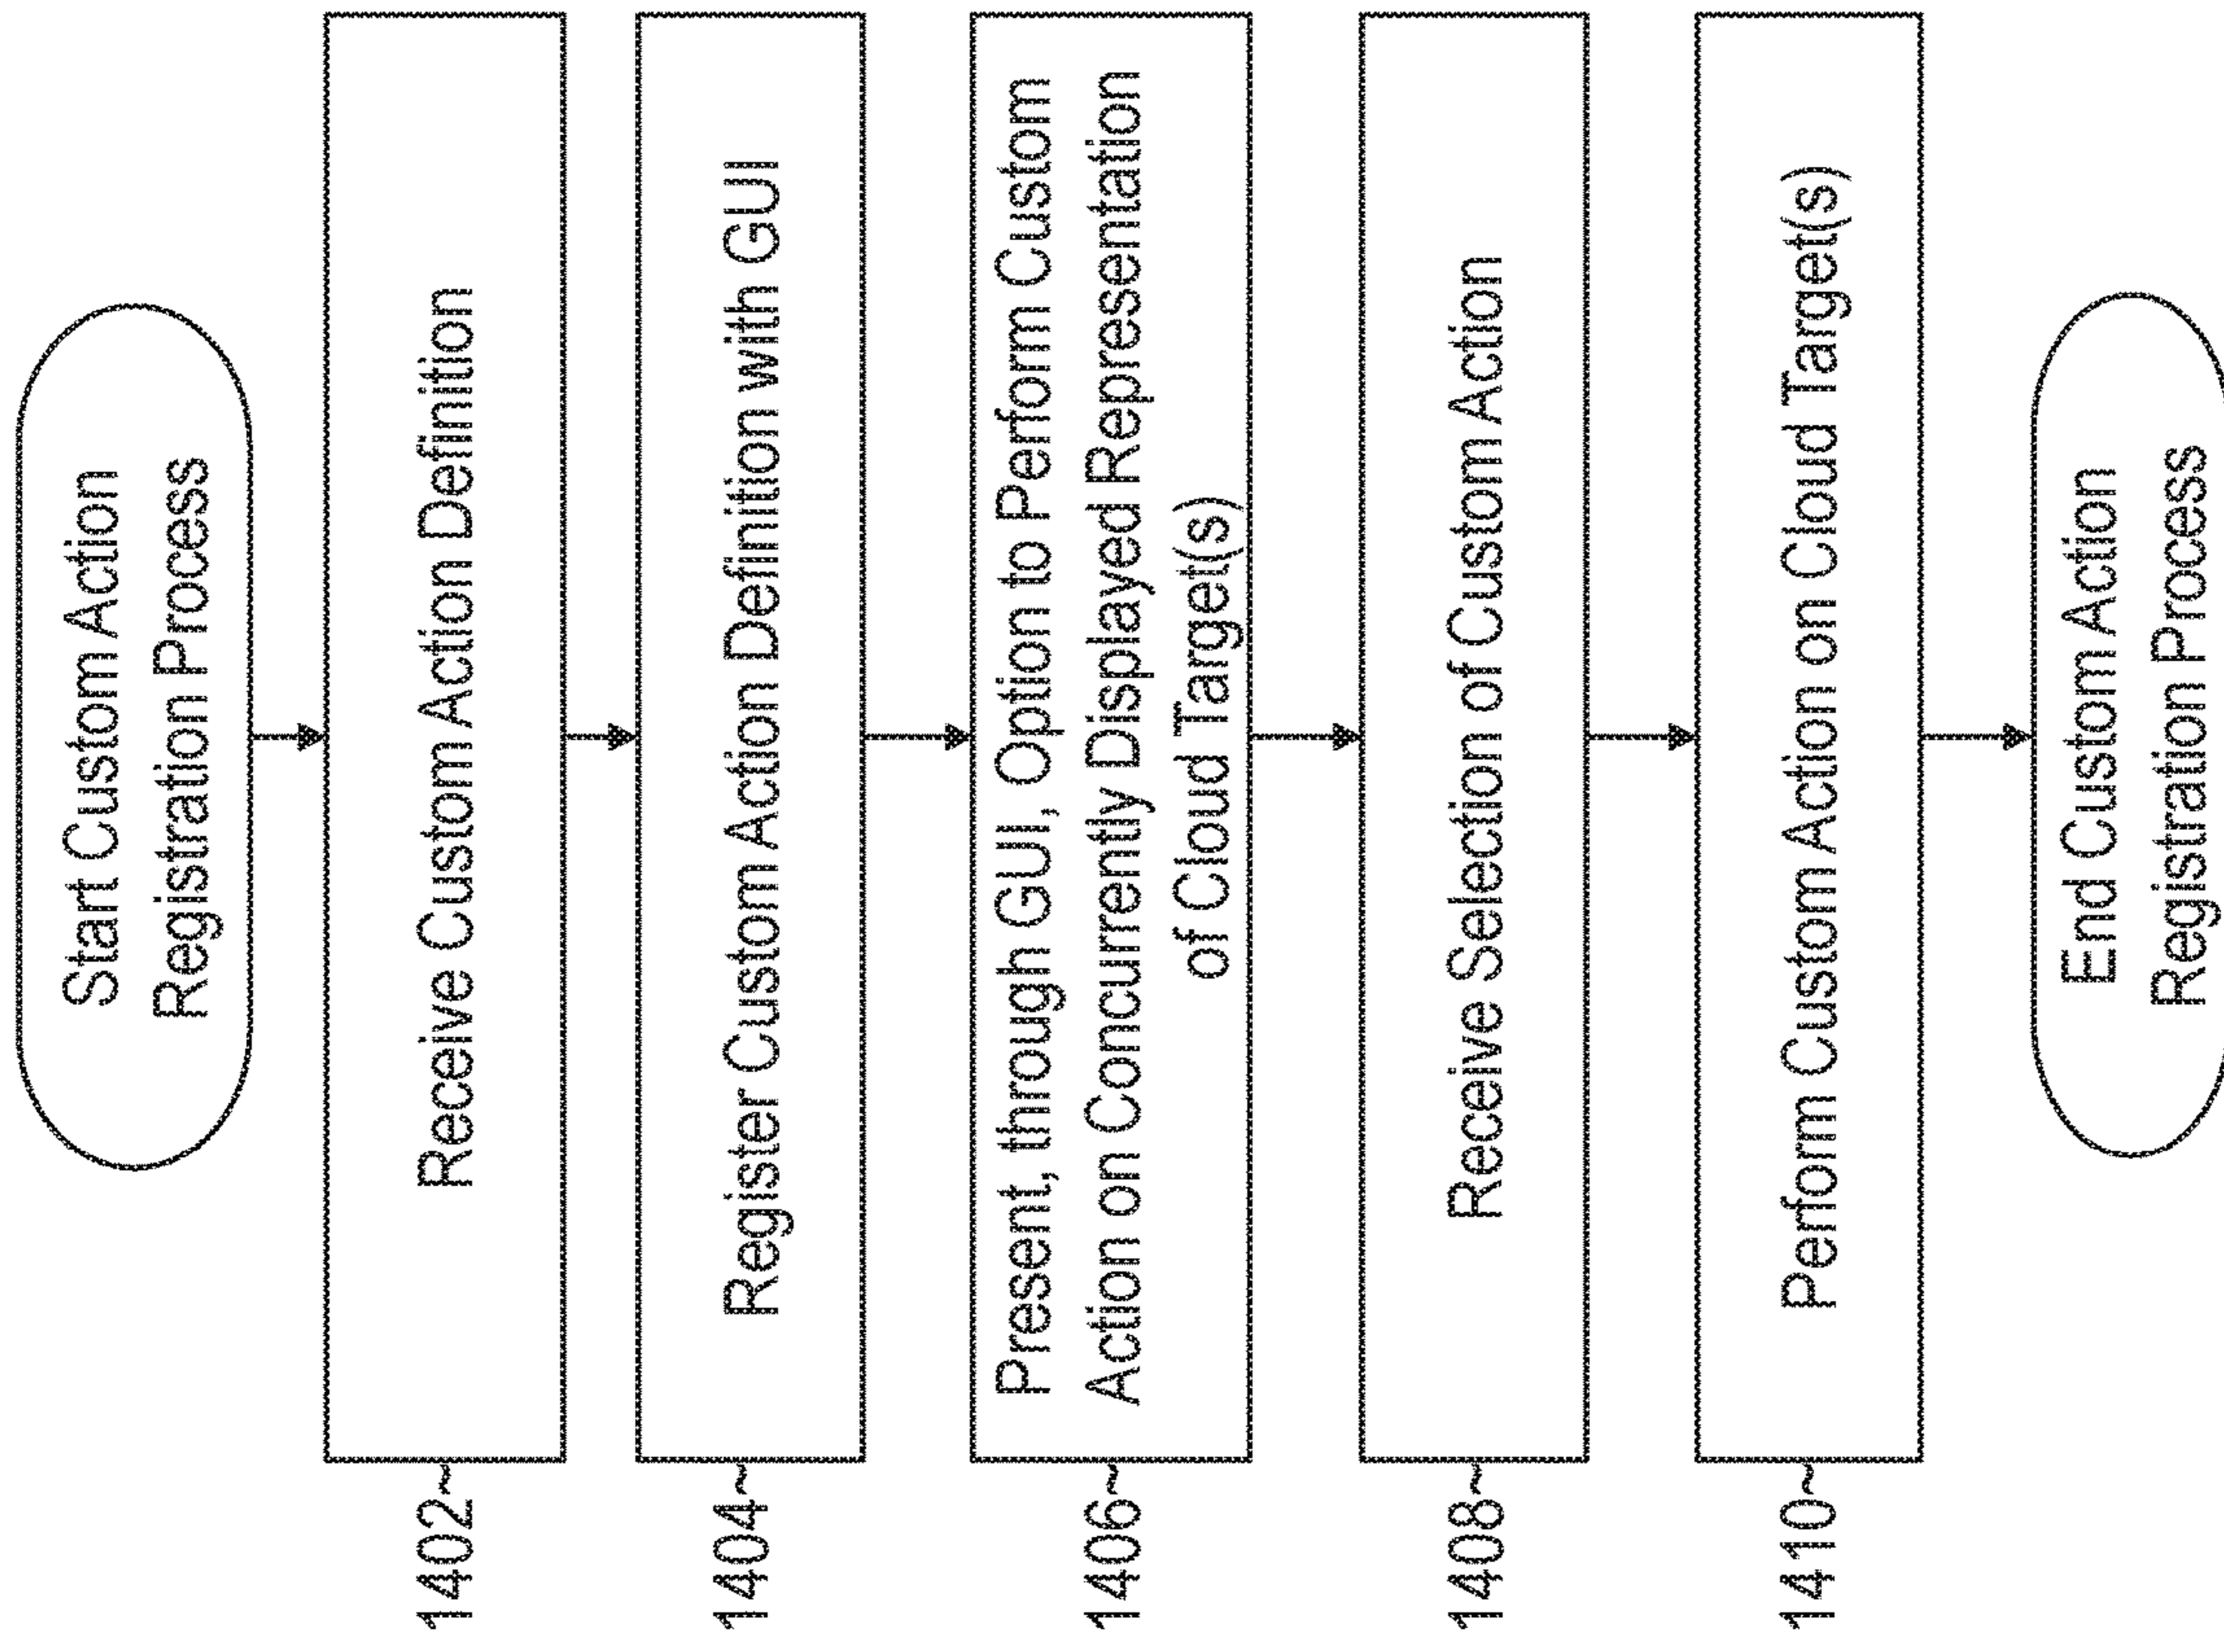 Start Custom Action
Registration Process
1402~
Receive Custom Action Definition
1404~
Register Custom Action Definition with GUI
1406~
Present, through GUI, Option to Perform Custom
Action on Concurrently Displayed Representation
of Cloud Target(s)
1408~
Receive Selection of Custom Action
1410~
Perform Custom Action on Cloud Target(s)
End Custom Action
Registration Process